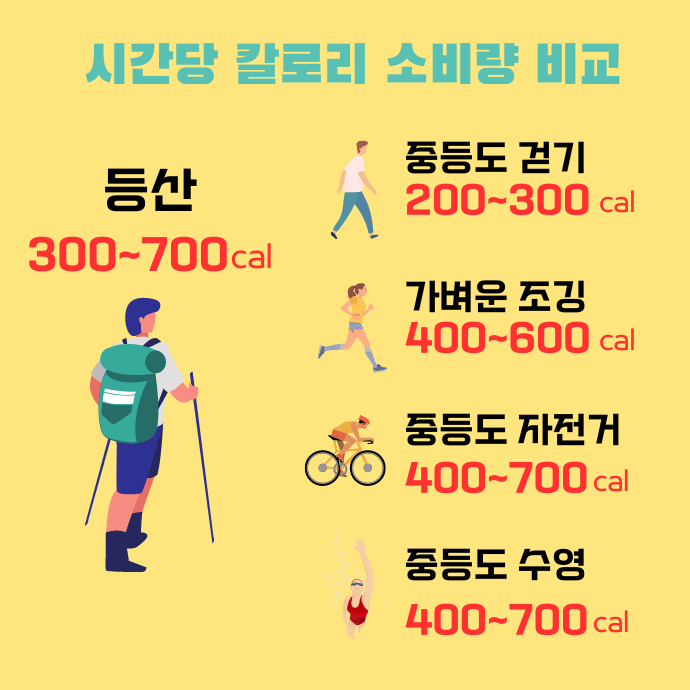 시간당 칼로리 소비량 비교
등산
300~700cal
중등도 걷기
200~300 cal
가벼운 조깅
400~600 cal
중등도 자전거
400~700 cal
중등도 수영
400~700 cal